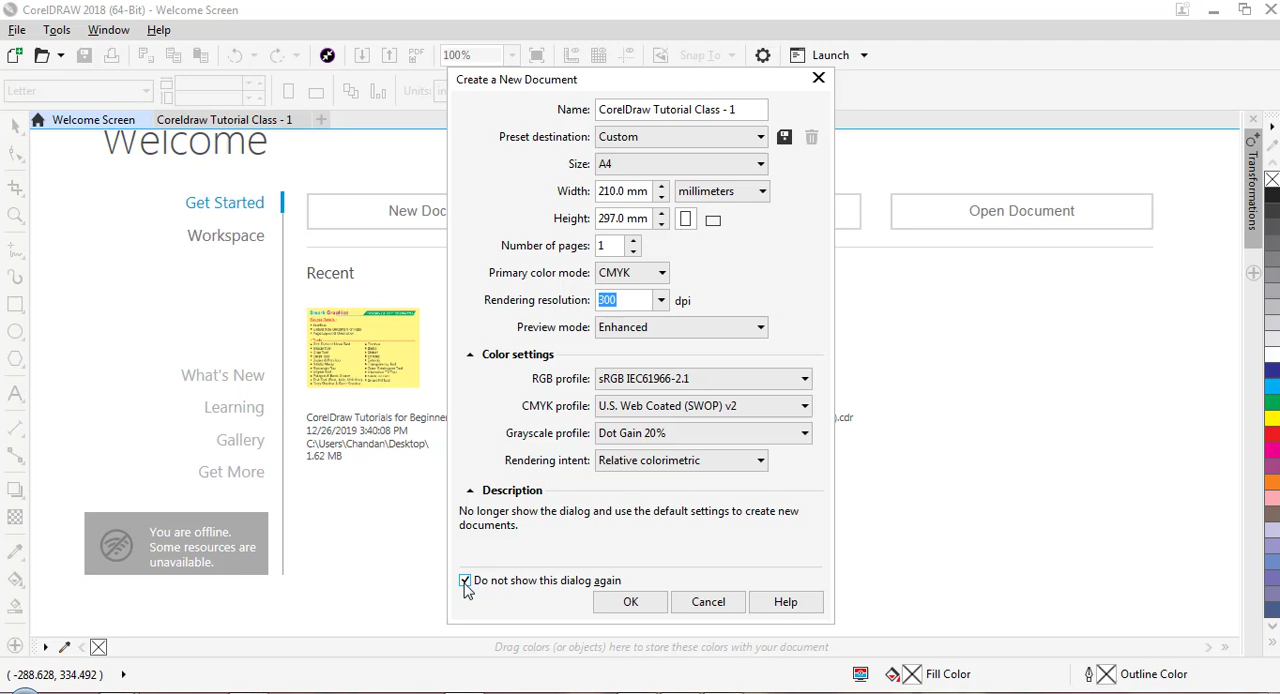 CorelDRAW 2018 (64-Bit) - Welcome Screen
File Tools Window Help
PDF 100% Snap To Launch
Letter Units:
Welcome Screen Coreldraw Tutorial Class - 1
Welcome
Get Started
Workspace
What's New
Learning
Gallery
Get More
You are offline.
Some resources are
unavailable.
New Doc
Open Document
Recent
CorelDraw Tutorials for Beginner
12/26/2019 3:40:08 PM
C:\Users\Chandan\Desktop\
1.62 MB
).cdr
Create a New Document
Name: CorelDraw Tutorial Class - 1
Preset destination: Custom
Size: A4
Width: 210.0 mm millimeters
Height: 297.0 mm
Number of pages: 1
Primary color mode: CMYK
Rendering resolution: 300 dpi
Preview mode: Enhanced
Color settings
RGB profile: sRGB IEC61966-2.1
CMYK profile: U.S. Web Coated (SWOP) v2
Grayscale profile: Dot Gain 20%
Rendering intent: Relative colorimetric
Description
No longer show the dialog and use the default settings to create new
documents.
Do not show this dialog again
OK Cancel Help
Transformations
Drag colors (or objects) here to store these colors with your document
( -288.628, 334.492 ) Fill Color Outline Color